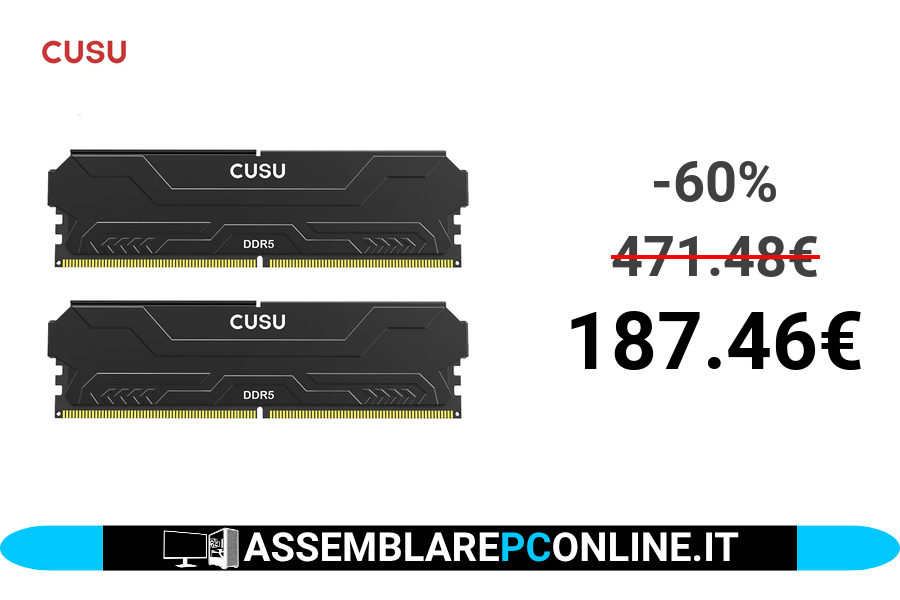 CUSU
CUSU
DDR5
CUSU
DDR5
-60%
471.48€
187.46€
ASSEMBLAREPCONLINE.IT